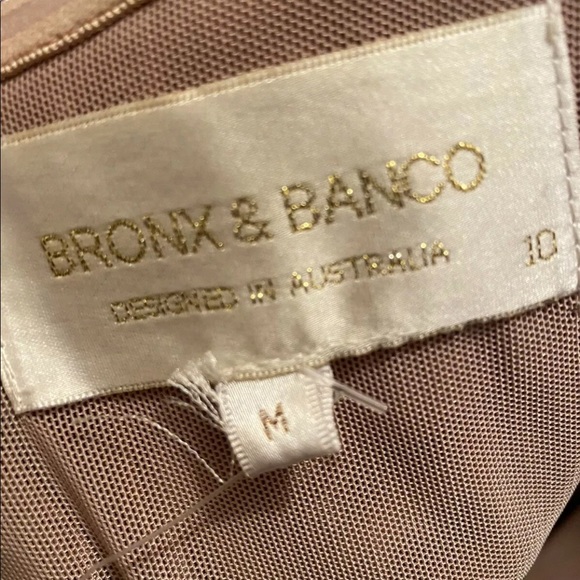 BRONX & BANCO
DESIGNED IN AUSTRALIA 10
M